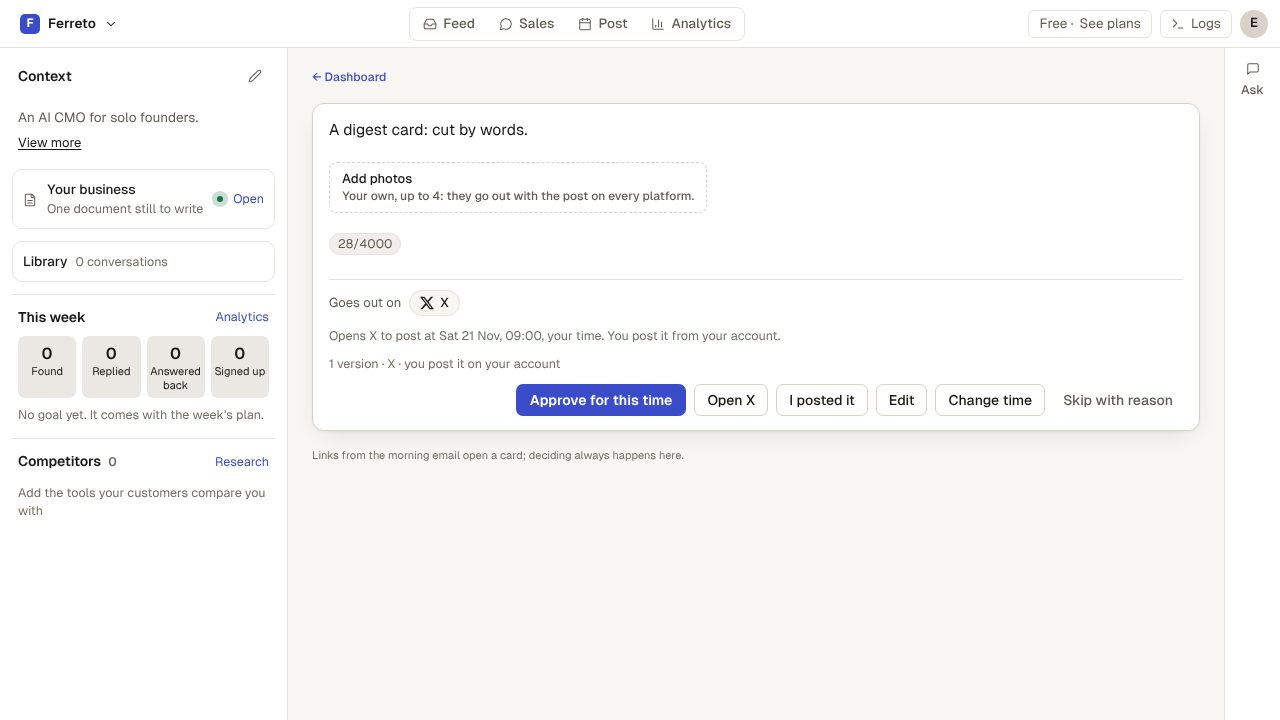 F Ferreto
Feed
Sales
Post
Analytics
Free · See plans
Logs
E
Context
An AI CMO for solo founders.
View more
Your business
One document still to write
Open
Library 0 conversations
This week
Analytics
0
Found
0
Replied
0
Answered back
0
Signed up
No goal yet. It comes with the week's plan.
Competitors 0
Research
Add the tools your customers compare you
with
← Dashboard
A digest card: cut by words.
Add photos
Your own, up to 4: they go out with the post on every platform.
28/4000
Goes out on X
Opens X to post at Sat 21 Nov, 09:00, your time. You post it from your account.
1 version · X · you post it on your account
Approve for this time
Open X
I posted it
Edit
Change time
Skip with reason
Links from the morning email open a card; deciding always happens here.
Ask